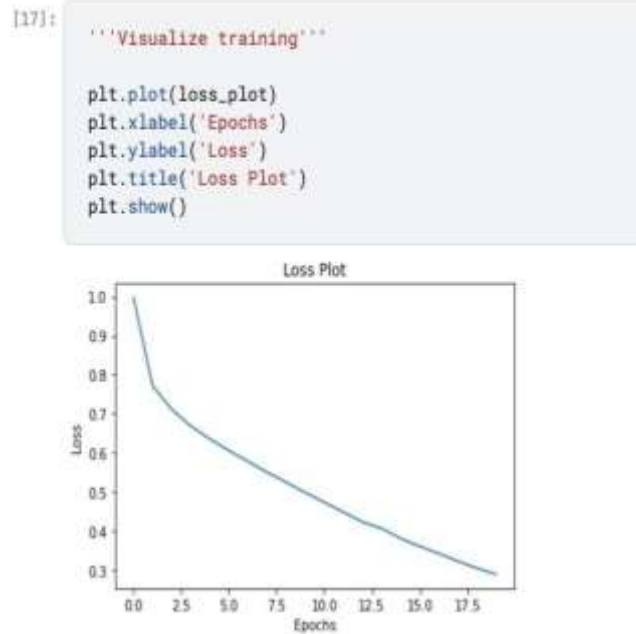 [17]:
'''Visualize training'''
plt.plot(loss_plot)
plt.xlabel('Epochs')
plt.ylabel('Loss')
plt.title('Loss Plot')
plt.show()
Loss Plot
1.0
0.9
0.8
0.7
0.6
0.5
0.4
0.3
Loss
0.0 2.5 5.0 7.5 10.0 12.5 15.0 17.5
Epochs